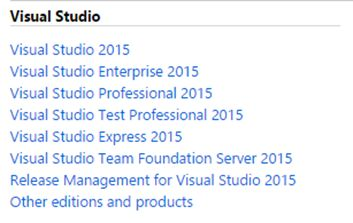 Visual Studio
Visual Studio 2015
Visual Studio Enterprise 2015
Visual Studio Professional 2015
Visual Studio Test Professional 2015
Visual Studio Express 2015
Visual Studio Team Foundation Server 2015
Release Management for Visual Studio 2015
Other editions and products